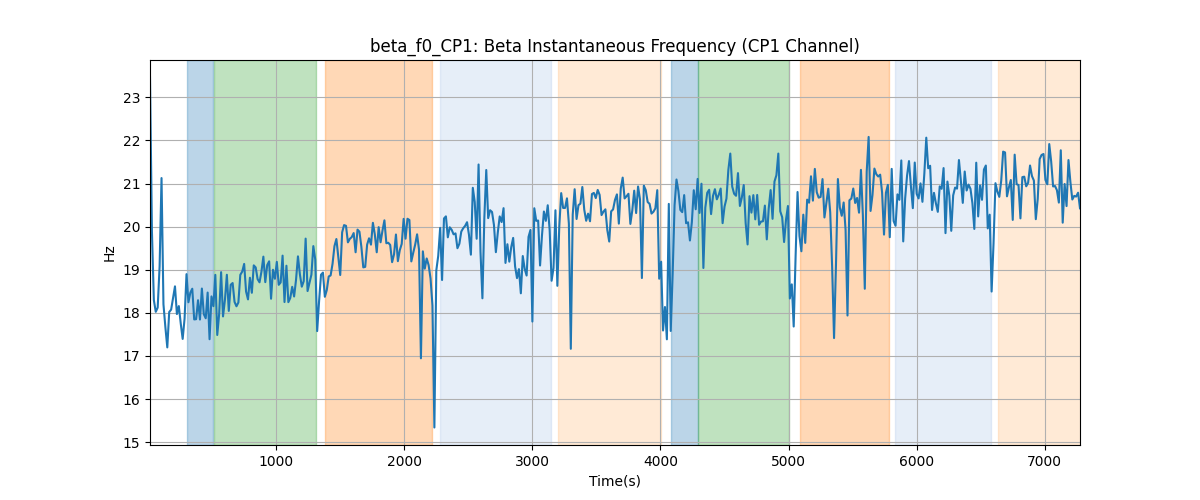 beta_f0_CP1: Beta Instantaneous Frequency (CP1 Channel)
23
22
21
20
19
18
17
16
15
Hz
1000 2000 3000 4000 5000 6000 7000
Time(s)